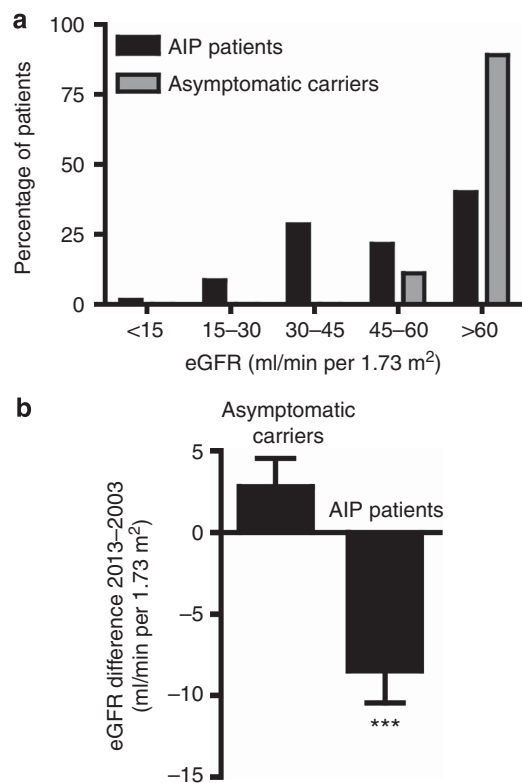 a
100
75
50
25
0
Percentage of patients
AIP patients
Asymptomatic carriers
<15 15–30 30–45 45–60 >60
eGFR (ml/min per 1.73 m²)
b
Asymptomatic
carriers
AIP patients
5
0
−5
−10
−15
eGFR difference 2013–2003
(ml/min per 1.73 m²)
***